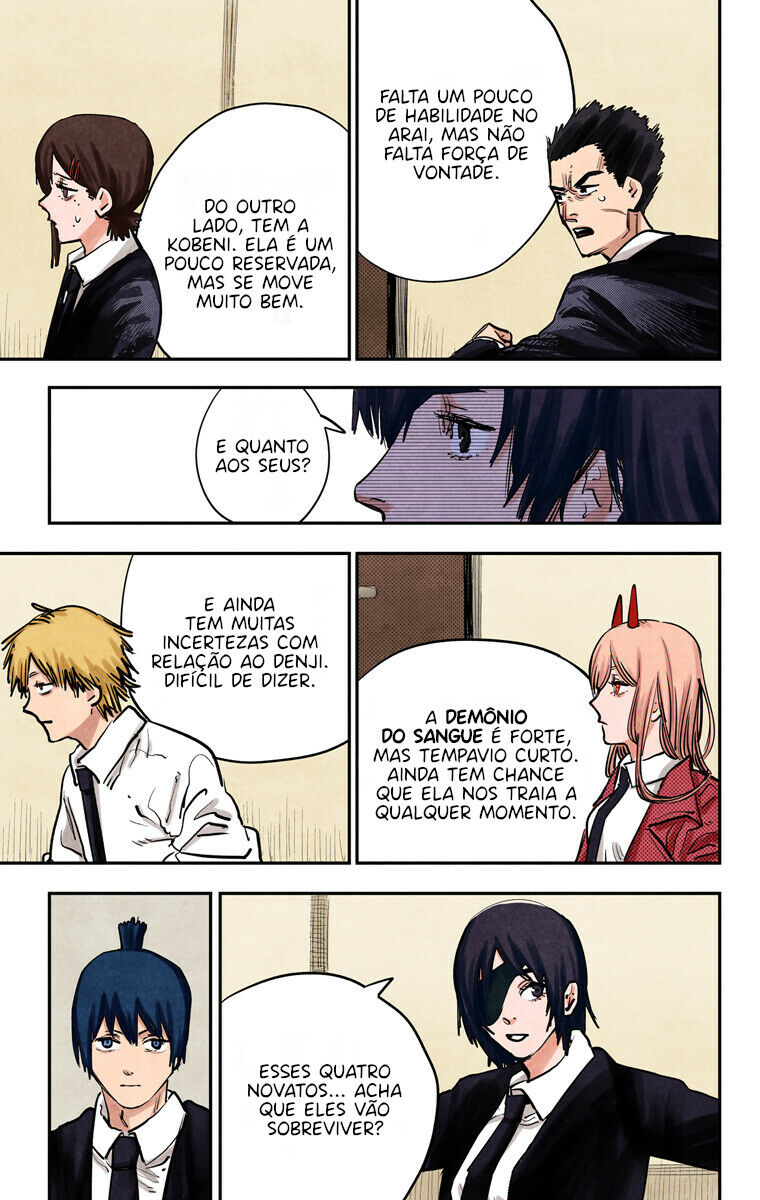 FALTA UM POUCO
DE HABILIDADE NO
ARAI, MAS NÃO
FALTA FORÇA DE
VONTADE.
DO OUTRO
LADO, TEM A
KOBENI. ELA É UM
POUCO RESERVADA,
MAS SE MOVE
MUITO BEM.
E QUANTO
AOS SEUS?
A DEMÔNIO
DO SANGUE É FORTE,
MAS TEMPAVIO CURTO.
AINDA TEM CHANCE
QUE ELA NOS TRAIA A
QUALQUER MOMENTO.
E AINDA
TEM MUITAS
INCERTEZAS COM
RELAÇÃO AO DENJI.
DIFÍCIL DE DIZER.
ESSES QUATRO
NOVATOS... ACHA
QUE ELES VÃO
SOBREVIVER?